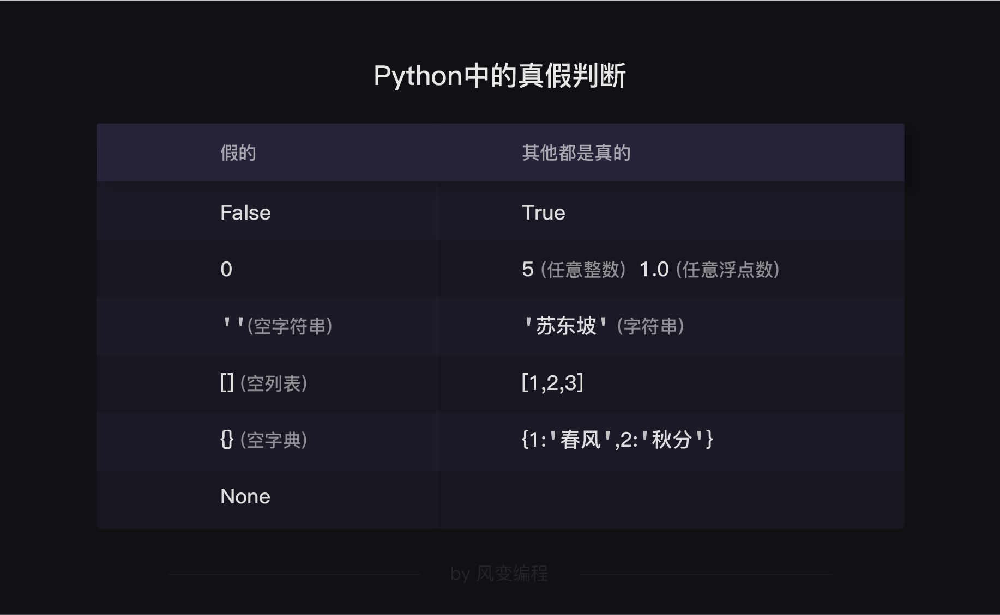 Python中的真假判断
假的 其他都是真的
False True
0 5 (任意整数) 1.0 (任意浮点数)
' '(空字符串) '苏东坡' (字符串)
[] (空列表) [1,2,3]
{} (空字典) {1:'春风',2:'秋分'}
None
by 风变编程